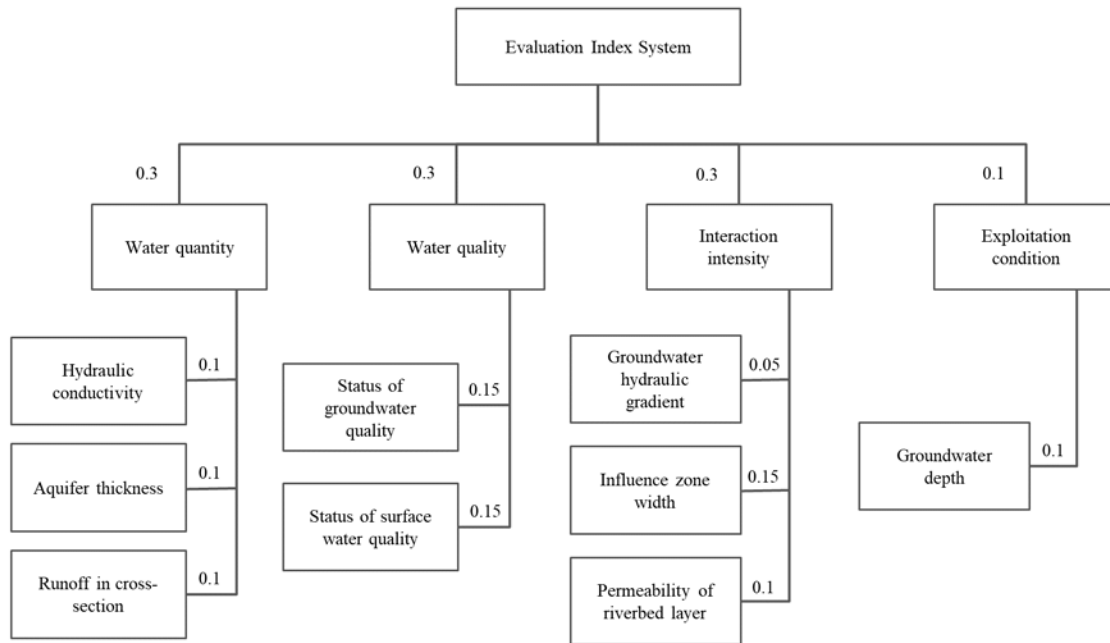 Evaluation Index System
0.3
0.3
0.3
0.1
Water quantity
Water quality
Interaction
intensity
Exploitation
condition
Hydraulic
conductivity
0.1
Aquifer thickness
0.1
Runoff in cross-
section
0.1
Status of
groundwater
quality
0.15
Status of surface
water quality
0.15
Groundwater
hydraulic
gradient
0.05
Influence zone
width
0.15
Permeability of
riverbed layer
0.1
Groundwater
depth
0.1